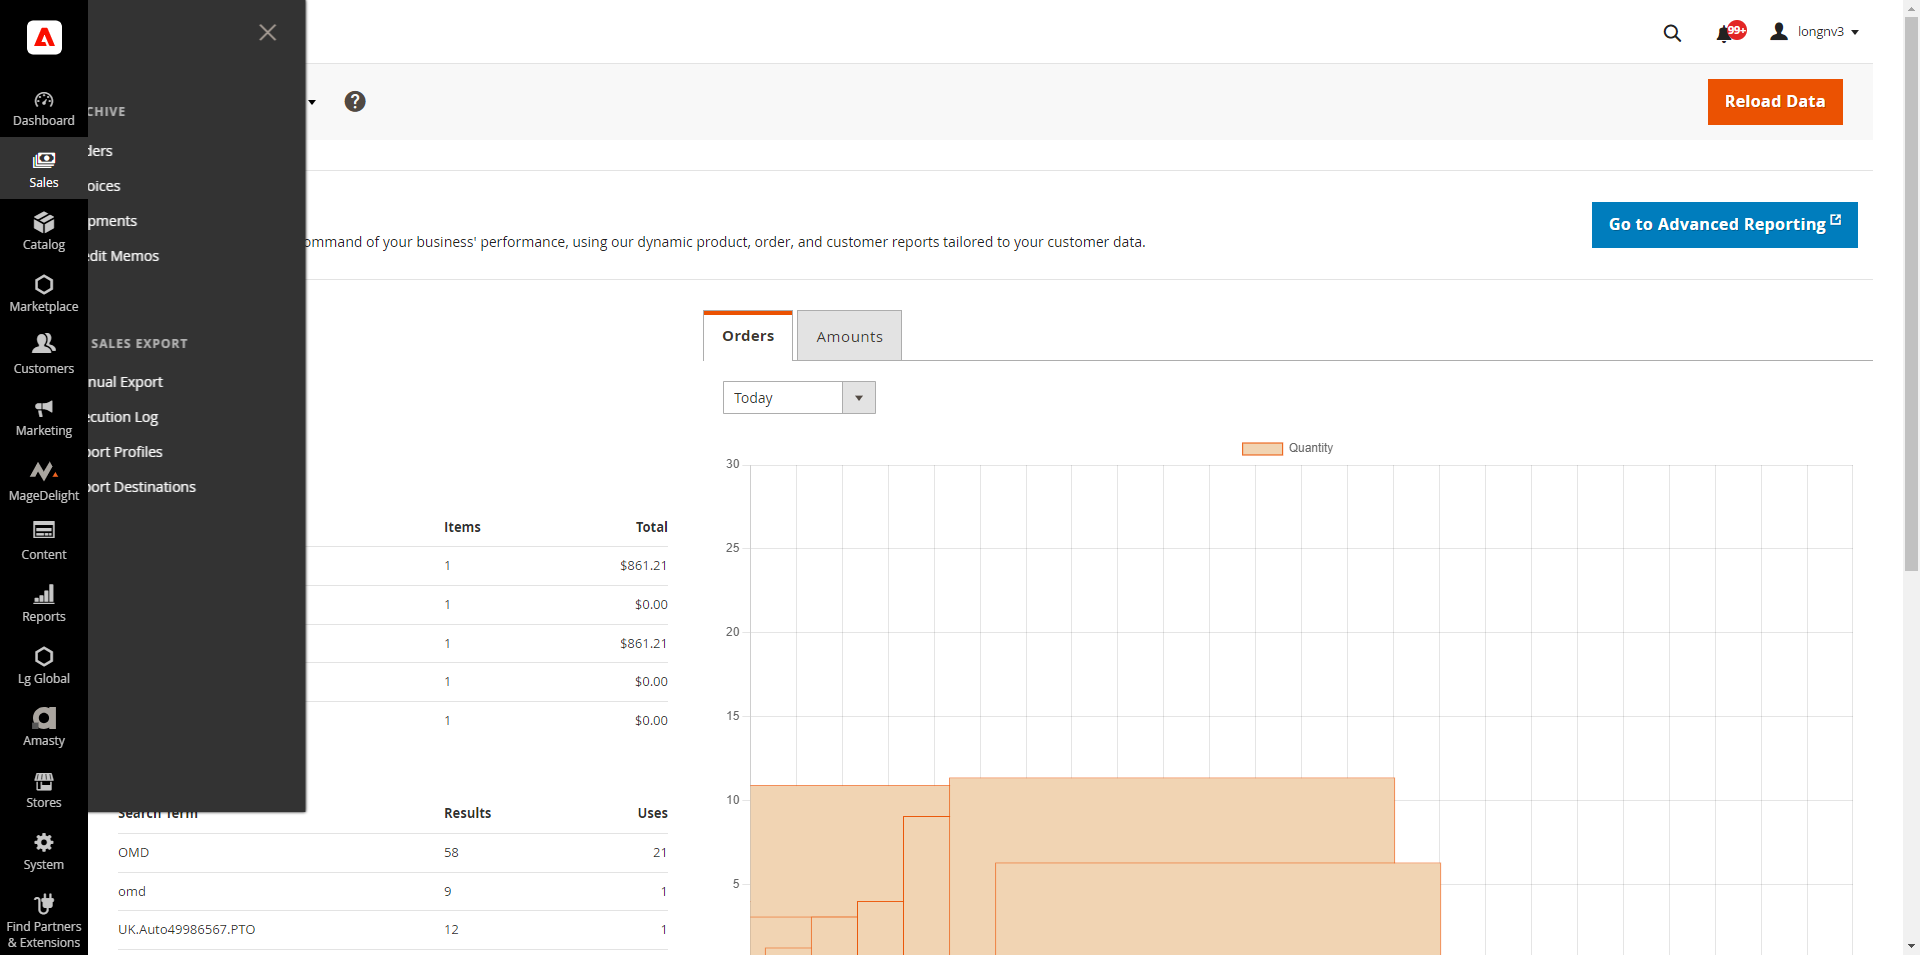 99+
longnv3
Reload Data
Dashboard
Sales
Catalog
Marketplace
Customers
Marketing
MageDelight
Content
Reports
Lg Global
Amasty
Stores
System
Find Partners
& Extensions
CHIVE
ders
oices
pments
edit Memos
SALES EXPORT
nual Export
ecution Log
port Profiles
port Destinations
ommand of your business' performance, using our dynamic product, order, and customer reports tailored to your customer data.
Go to Advanced Reporting
Items Total
1 $861.21
1 $0.00
1 $861.21
1 $0.00
1 $0.00
Search Term Results Uses
OMD 58 21
omd 9 1
UK.Auto49986567.PTO 12 1
Orders
Amounts
Today
Quantity
30
25
20
15
10
5